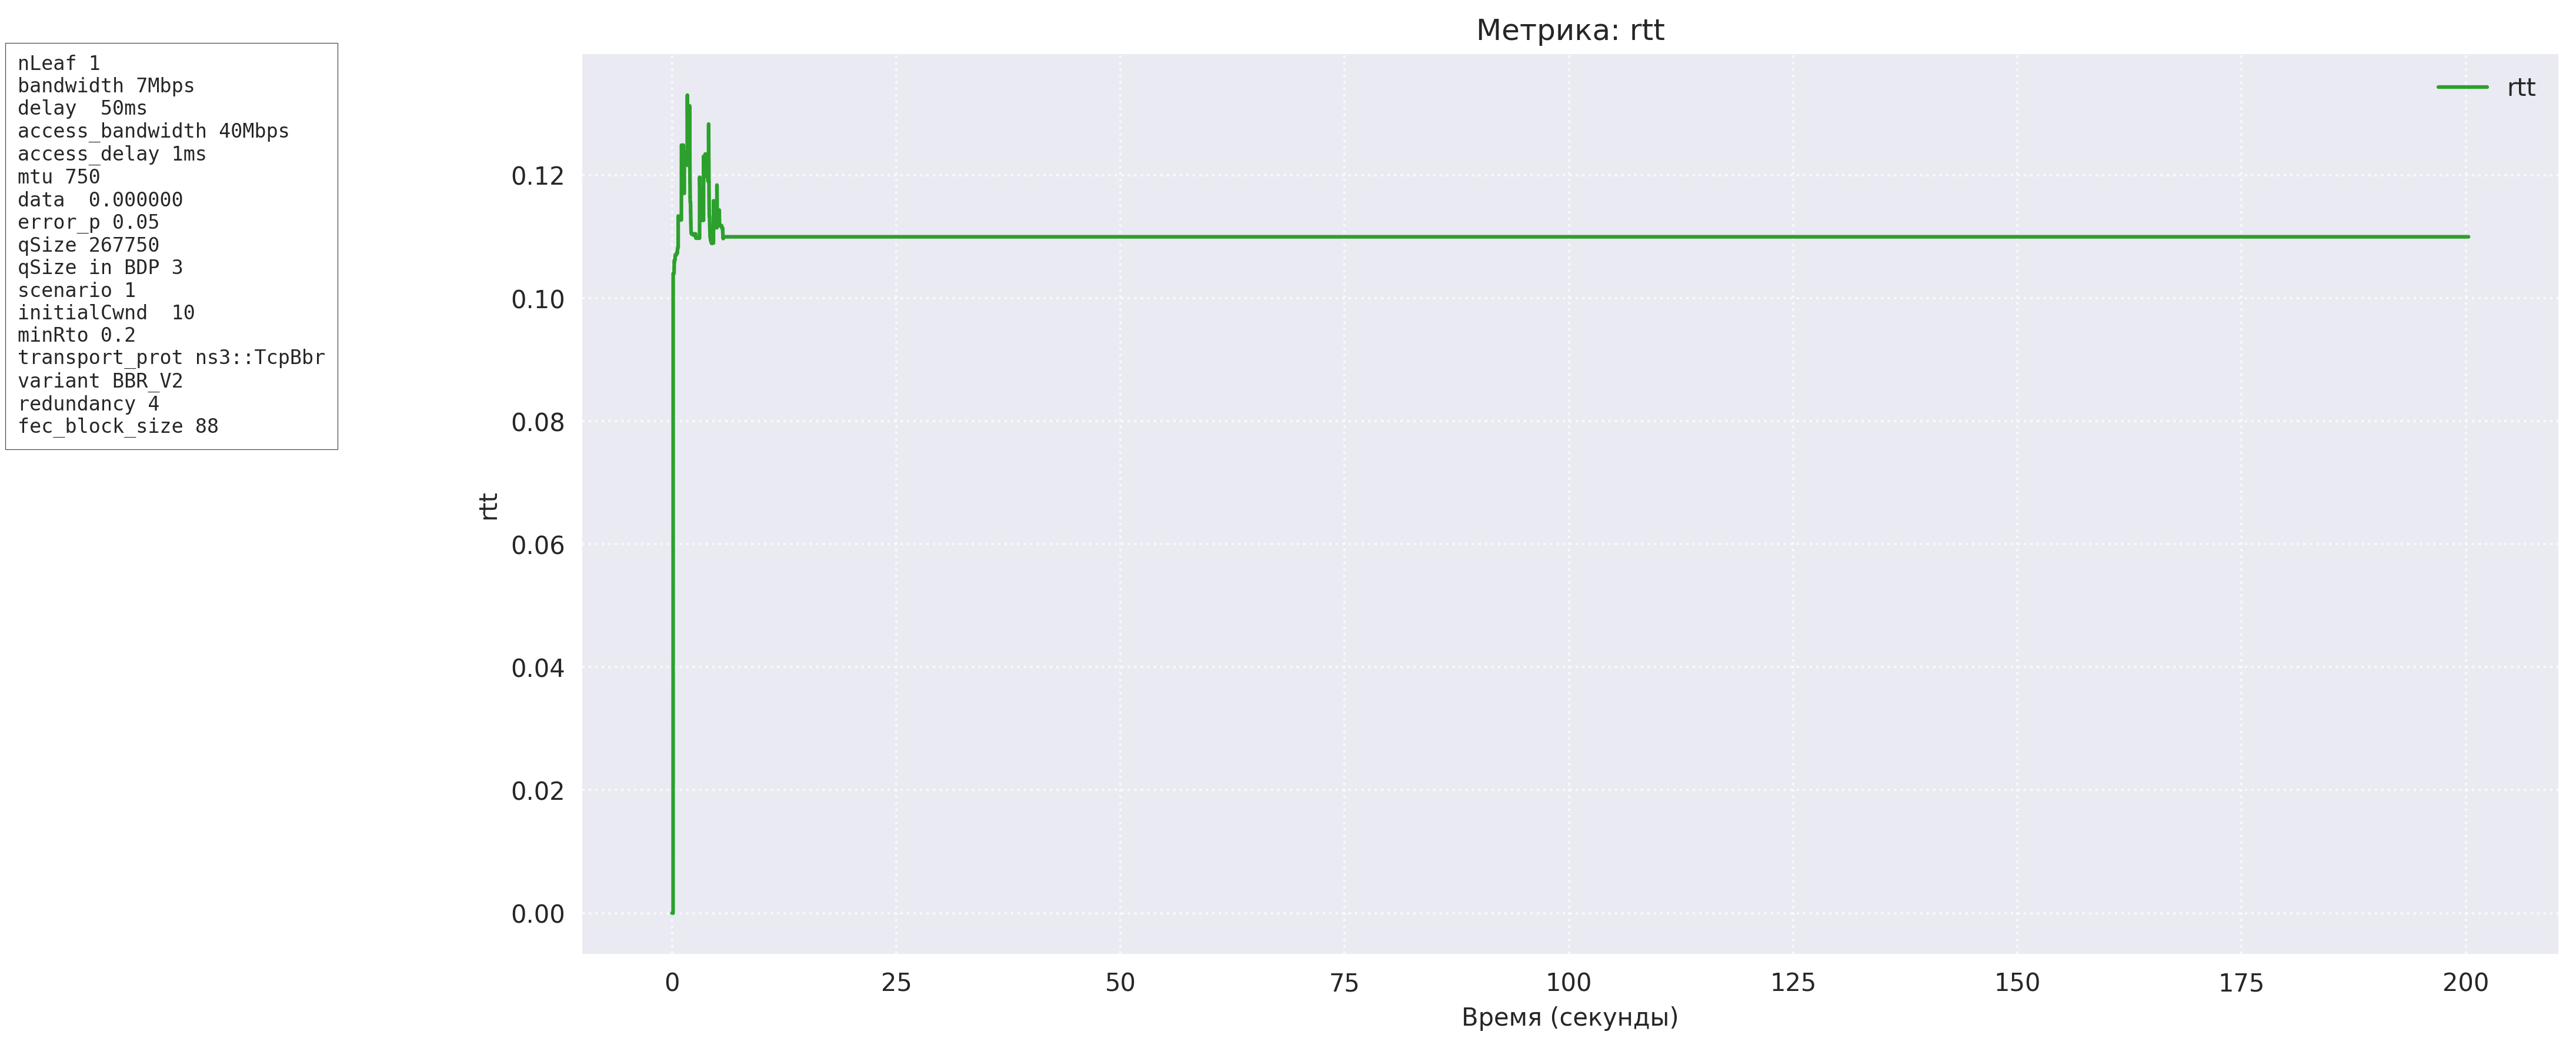 Метрика: rtt
nLeaf 1
bandwidth 7Mbps
delay  50ms
access_bandwidth 40Mbps
access_delay 1ms
mtu 750
data  0.000000
error_p 0.05
qSize 267750
qSize in BDP 3
scenario 1
initialCwnd  10
minRto 0.2
transport_prot ns3::TcpBbr
variant BBR_V2
redundancy 4
fec_block_size 88
rtt
0.12
0.10
0.08
0.06
0.04
0.02
0.00
rtt
0 25 50 75 100 125 150 175 200
Время (секунды)